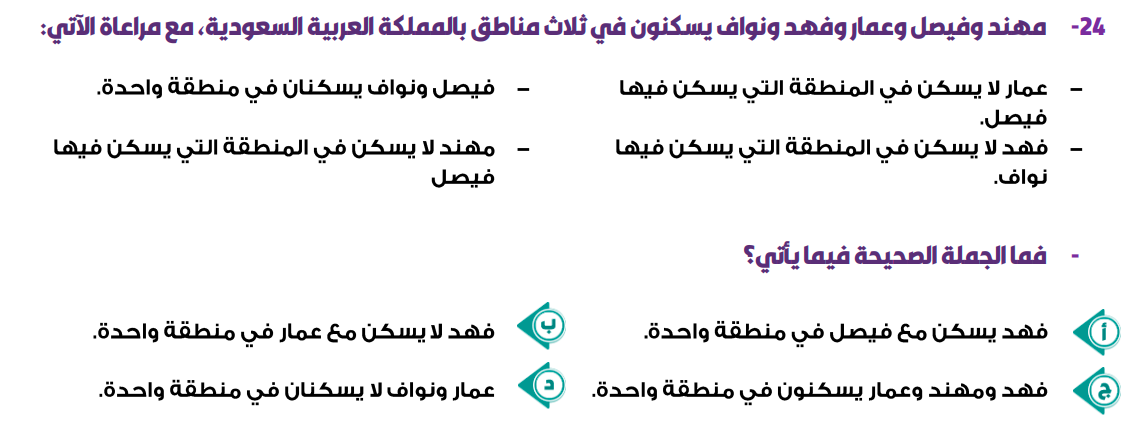 24- مهند وفيصل وعمار وفهد ونواف يسكنون في ثلاث مناطق بالمملكة العربية السعودية، مع مراعاة الآتي:
– عمار لا يسكن في المنطقة التي يسكن فيها
فيصل.
– فيصل ونواف يسكنان في منطقة واحدة.
– فهد لا يسكن في المنطقة التي يسكن فيها
نواف.
– مهند لا يسكن في المنطقة التي يسكن فيها
فيصل
- فما الجملة الصحيحة فيما يأتي؟
أ فهد يسكن مع فيصل في منطقة واحدة.
ب فهد لا يسكن مع عمار في منطقة واحدة.
ج فهد ومهند وعمار يسكنون في منطقة واحدة.
د عمار ونواف لا يسكنان في منطقة واحدة.